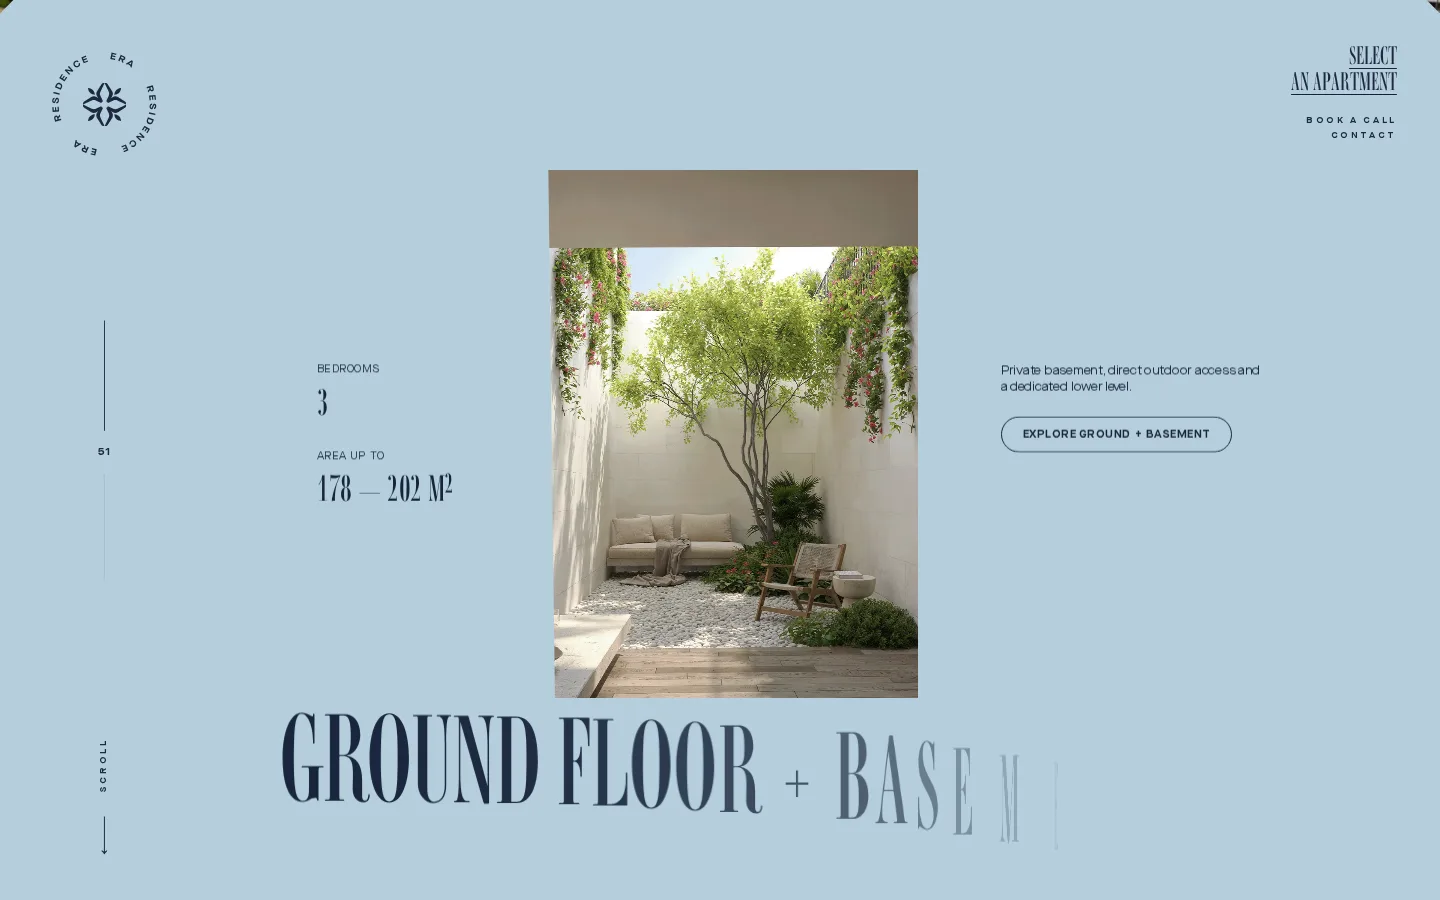 RESIDENCE ERA RESIDENCE ERA
SELECT
AN APARTMENT
BOOK A CALL
CONTACT
BEDROOMS
3
AREA UP TO
178 — 202 M²
51
Private basement, direct outdoor access and
a dedicated lower level.
EXPLORE GROUND + BASEMENT
GROUND FLOOR + BASEM
SCROLL